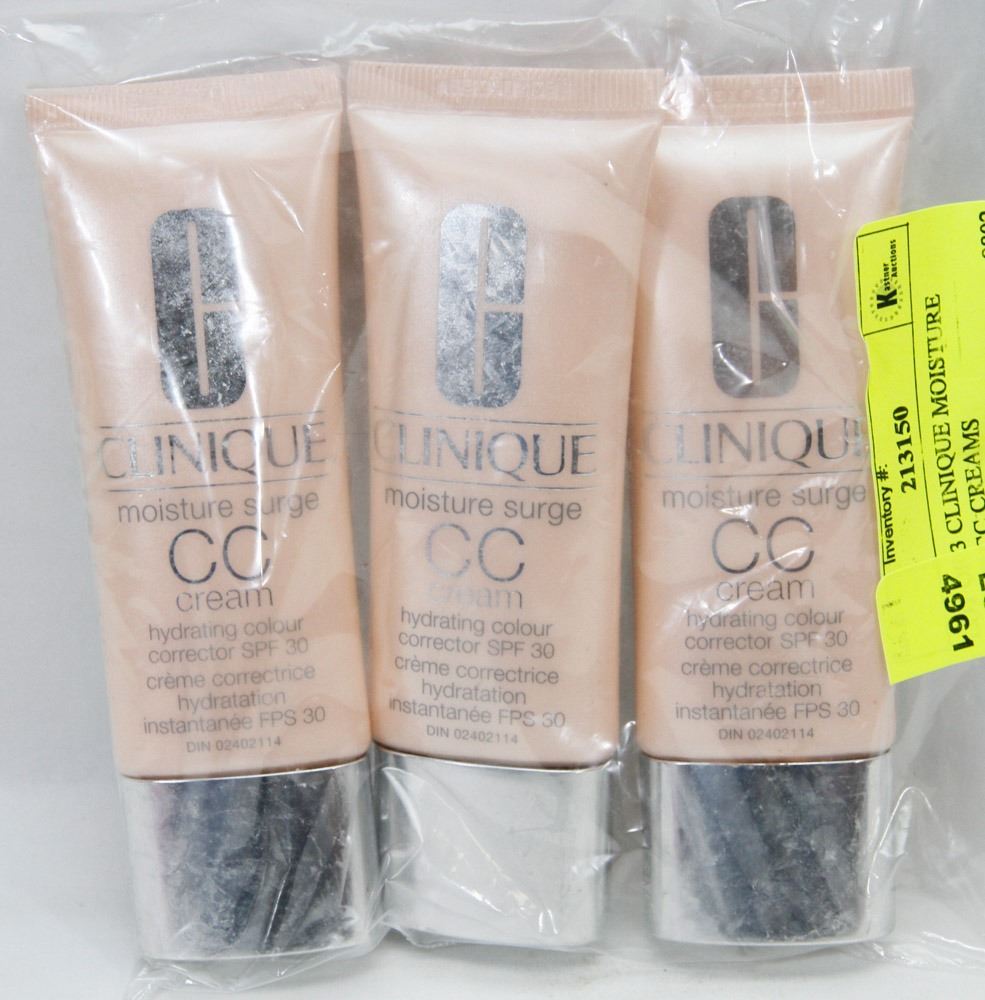 CLINIQUE
moisture surge
CC
cream
hydrating colour
corrector SPF 30
crème correctrice
hydratation
instantanée FPS 30
DIN 02402114
CLINIQUE
moisture surge
CC
cream
hydrating colour
corrector SPF 30
crème correctrice
hydratation
instantanée FPS 30
DIN 02402114
CLINIQUE
moisture surge
CC
cream
hydrating colour
corrector SPF 30
crème correctrice
hydratation
instantanée FPS 30
DIN 02402114
Kastner
Auctions
Inventory #:
213150
3 CLINIQUE MOISTURE
CREAMS
4961